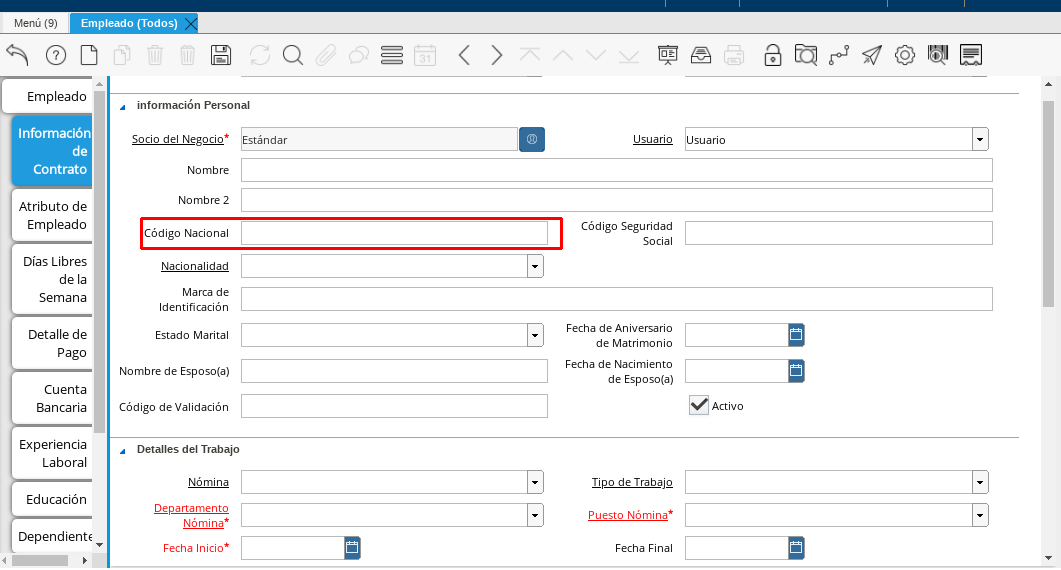 Menú (9)
Empleado (Todos)
31
Empleado
Información
de
Contrato
Atributo de
Empleado
Días Libres
de la
Semana
Detalle de
Pago
Cuenta
Bancaria
Experiencia
Laboral
Educación
Dependiente
información Personal
Socio del Negocio* Estándar Usuario Usuario
Nombre
Nombre 2
Código Nacional
Código Seguridad
Social
Nacionalidad
Marca de
Identificación
Estado Marital
Fecha de Aniversario
de Matrimonio
Nombre de Esposo(a)
Fecha de Nacimiento
de Esposo(a)
Código de Validación
Activo
Detalles del Trabajo
Nómina Tipo de Trabajo
Departamento
Nómina*
Puesto Nómina*
Fecha Inicio* Fecha Final